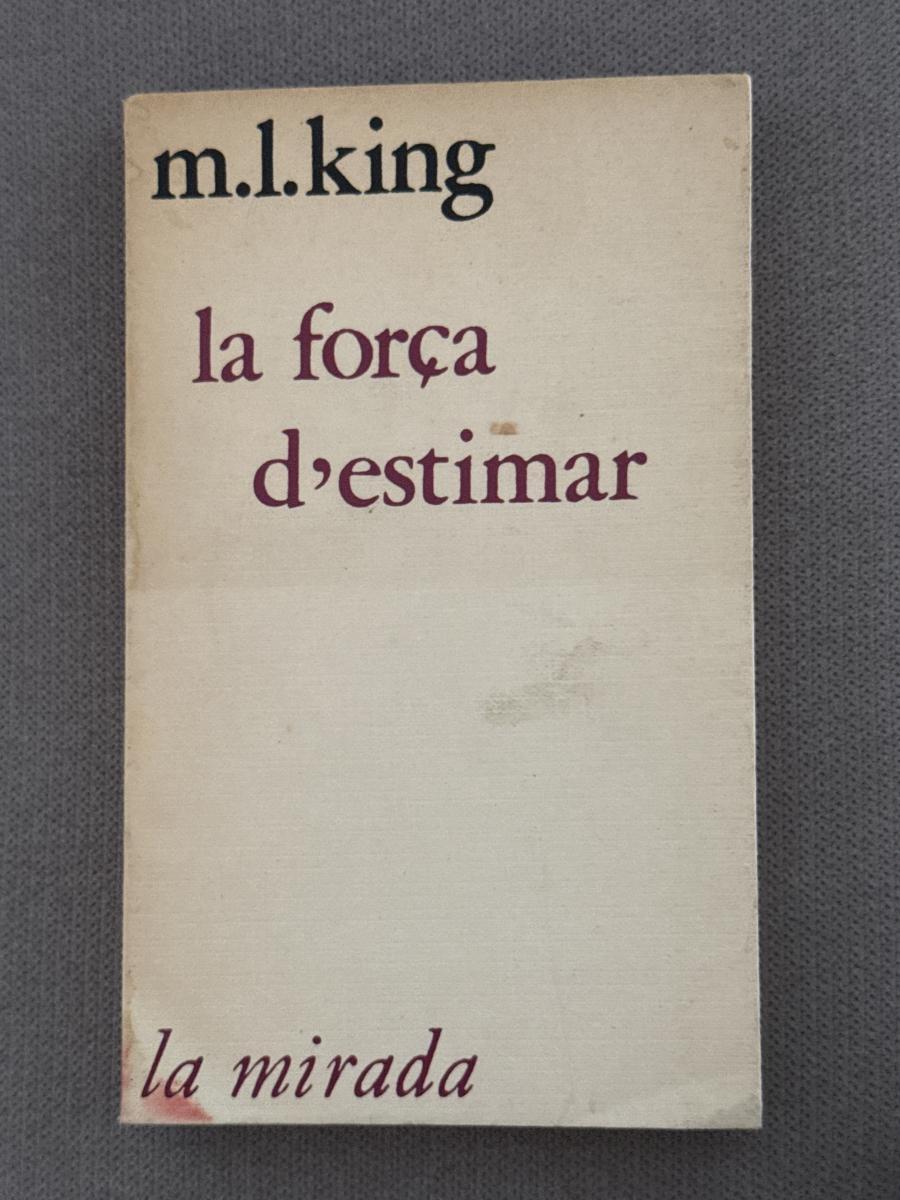 m.l.king
la força
d'estimar
la mirada